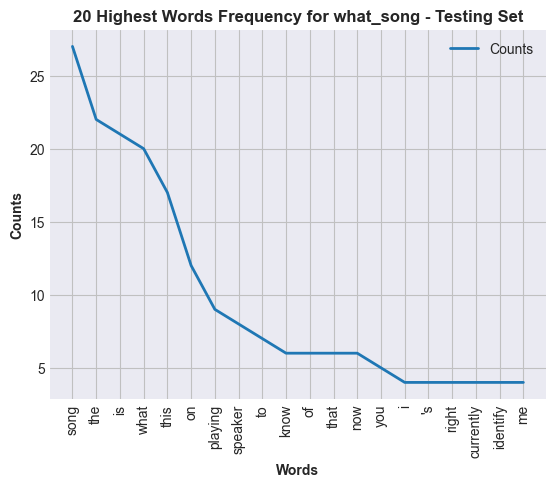 20 Highest Words Frequency for what_song - Testing Set
Counts
Counts
25
20
15
10
5
song
the
is
what
this
on
playing
speaker
to
know
of
that
now
you
i
's
right
currently
identify
me
Words